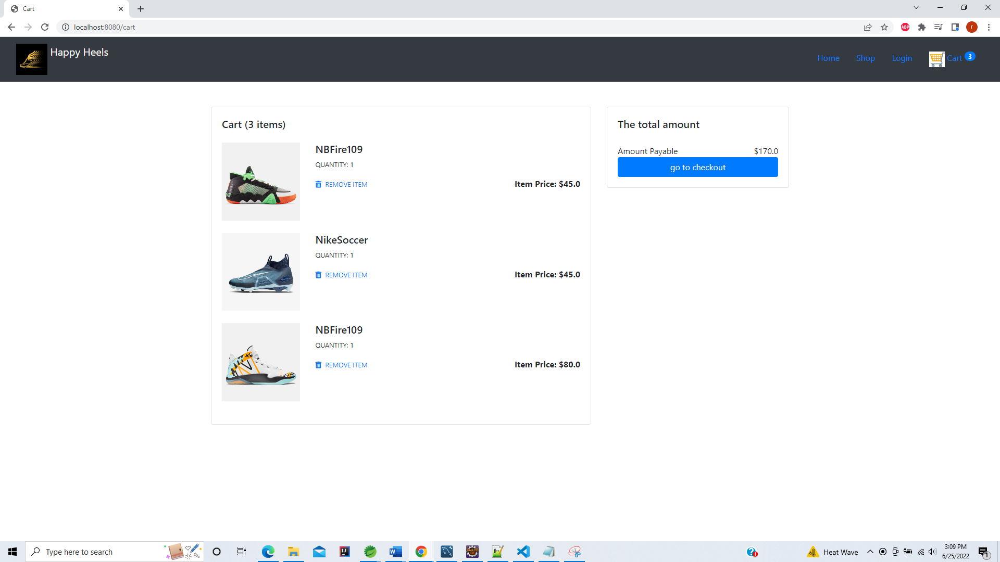 Cart
localhost:8080/cart
ABP
r
Happy Heels
Home
Shop
Login
Cart 3
Cart (3 items)
NBFire109
QUANTITY: 1
REMOVE ITEM
Item Price: $45.0
NikeSoccer
QUANTITY: 1
REMOVE ITEM
Item Price: $45.0
NBFire109
QUANTITY: 1
REMOVE ITEM
Item Price: $80.0
The total amount
Amount Payable $170.0
go to checkout
Type here to search
Heat Wave
3:09 PM
6/25/2022
1